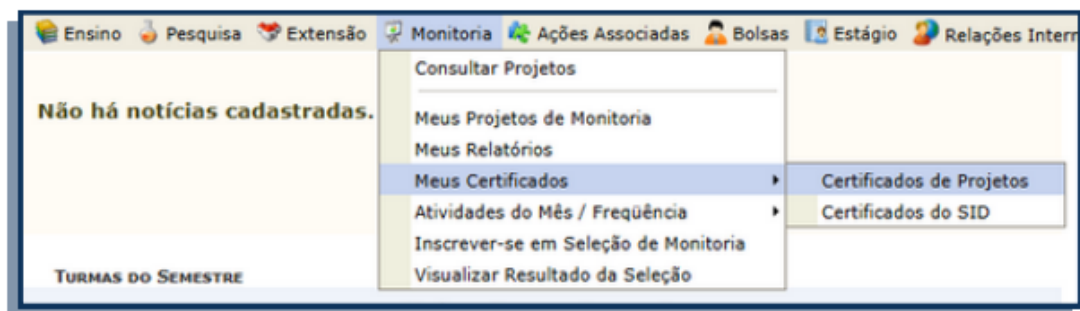 Ensino Pesquisa Extensão Monitoria Ações Associadas Bolsas Estágio Relações Intern
Não há notícias cadastradas.
Consultar Projetos
Meus Projetos de Monitoria
Meus Relatórios
Meus Certificados
Certificados de Projetos
Certificados do SID
Atividades do Mês / Freqüência
Inscrever-se em Seleção de Monitoria
Visualizar Resultado da Seleção
TURMAS DO SEMESTRE